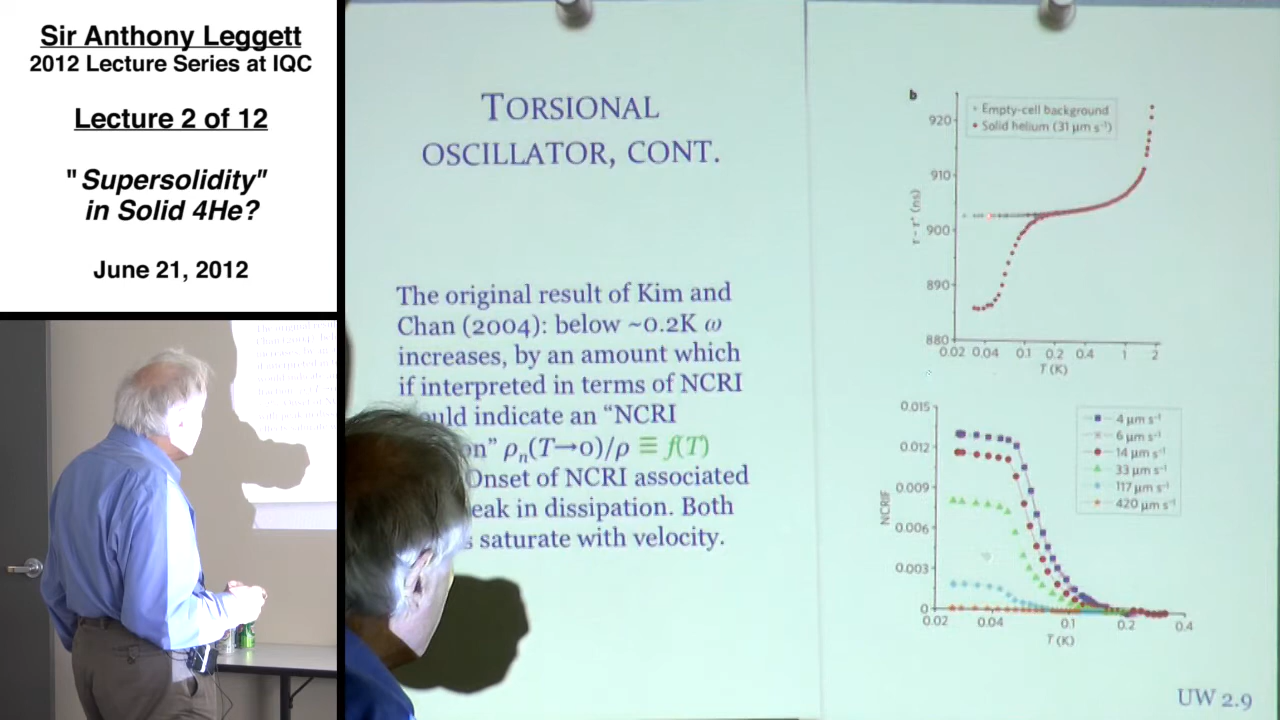 Sir Anthony Leggett
2012 Lecture Series at IQC
Lecture 2 of 12
"Supersolidity"
in Solid 4He?
June 21, 2012
TORSIONAL
OSCILLATOR, CONT.
The original result of Kim and
Chan (2004): below ~0.2K ω
increases, by an amount which
if interpreted in terms of NCRI
would indicate an "NCRI
on" ρn(T→0)/ρ ≡ f(T)
Onset of NCRI associated
eak in dissipation. Both
s saturate with velocity.
b
Empty-cell background
Solid helium (31 μm s⁻¹)
920
910
900
890
880
τ - τ* (ns)
0.02 0.04 0.1 0.2 0.4 1 2
T (K)
0.015
0.012
0.009
0.006
0.003
0
NCRIF
4 μm s⁻¹
6 μm s⁻¹
14 μm s⁻¹
33 μm s⁻¹
117 μm s⁻¹
420 μm s⁻¹
0.02 0.04 0.1 0.2 0.4
T (K)
UW 2.9